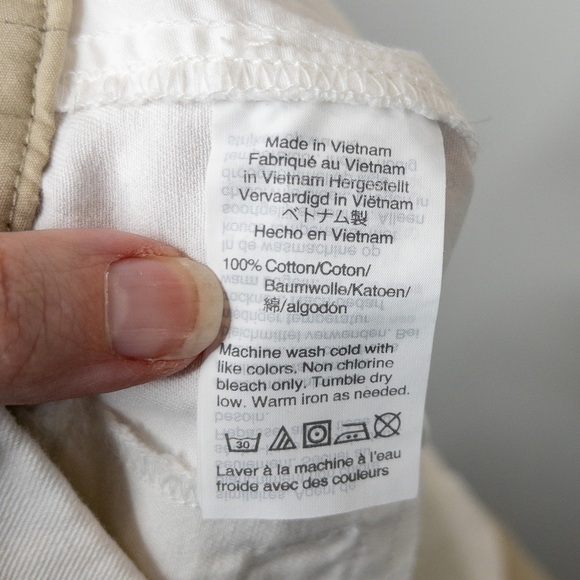 Made in Vietnam
Fabriqué au Vietnam
in Vietnam Hergestellt
Vervaardigd in Viëtnam
ベトナム製
Hecho en Vietnam
100% Cotton/Coton/
Baumwolle/Katoen/
綿/algodón
Machine wash cold with
like colors. Non chlorine
bleach only. Tumble dry
low. Warm iron as needed.
30
Laver à la machine à l'eau
froide avec des couleurs